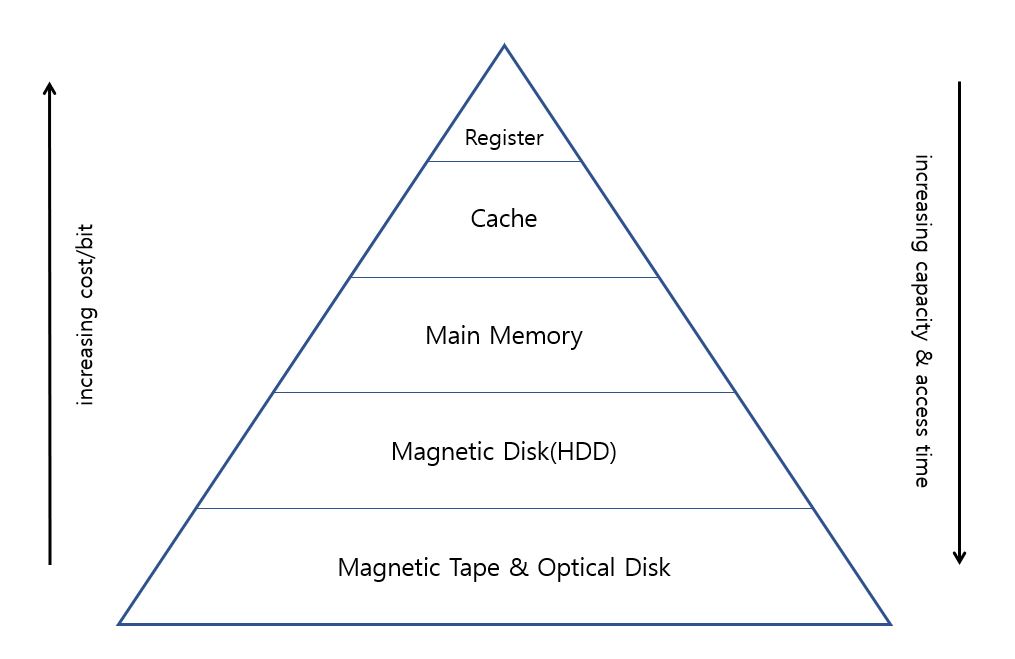 Register
Cache
Main Memory
Magnetic Disk(HDD)
Magnetic Tape & Optical Disk
increasing cost/bit
increasing capacity & access time